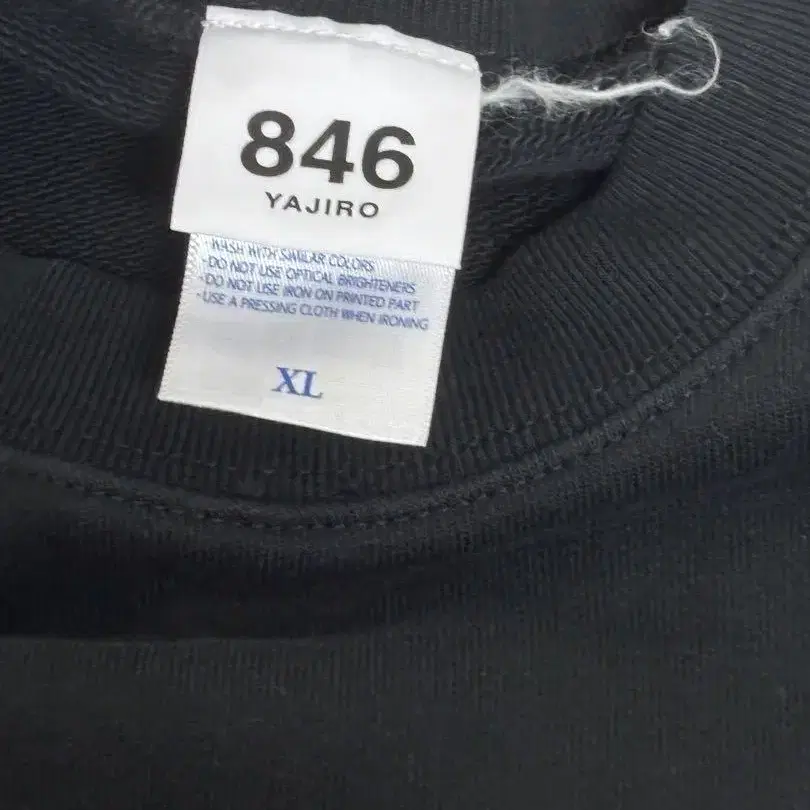 846
YAJIRO
WASH WITH SIMILAR COLORS
-DO NOT USE OPTICAL BRIGHTENERS
-DO NOT USE IRON ON PRINTED PART
-USE A PRESSING CLOTH WHEN IRONING
XL